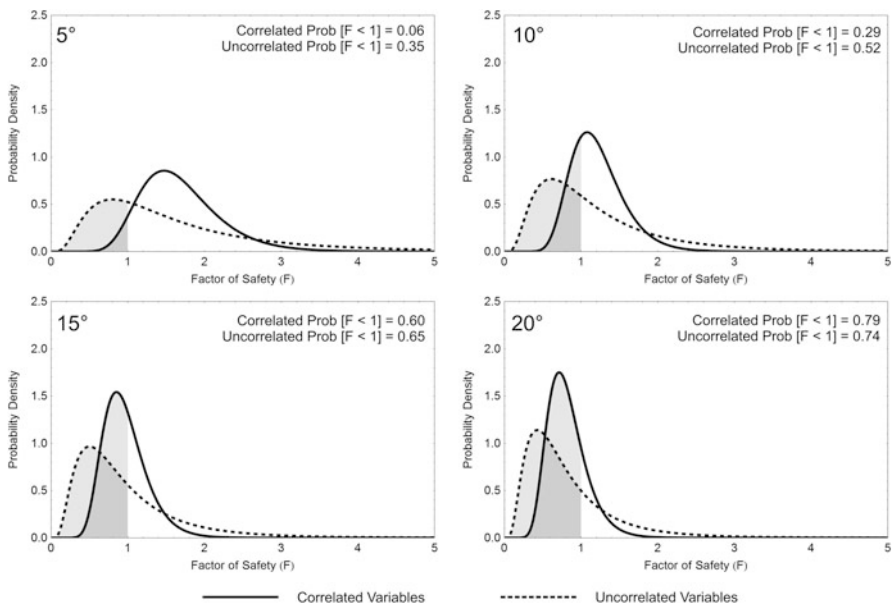 5°
Correlated Prob [F < 1] = 0.06
Uncorrelated Prob [F < 1] = 0.35
Probability Density
2.5
2.0
1.5
1.0
0.5
0.0
0 1 2 3 4 5
Factor of Safety (F)
10°
Correlated Prob [F < 1] = 0.29
Uncorrelated Prob [F < 1] = 0.52
Probability Density
2.5
2.0
1.5
1.0
0.5
0.0
0 1 2 3 4 5
Factor of Safety (F)
15°
Correlated Prob [F < 1] = 0.60
Uncorrelated Prob [F < 1] = 0.65
Probability Density
2.5
2.0
1.5
1.0
0.5
0.0
0 1 2 3 4 5
Factor of Safety (F)
20°
Correlated Prob [F < 1] = 0.79
Uncorrelated Prob [F < 1] = 0.74
Probability Density
2.5
2.0
1.5
1.0
0.5
0.0
0 1 2 3 4 5
Factor of Safety (F)
Correlated Variables
Uncorrelated Variables